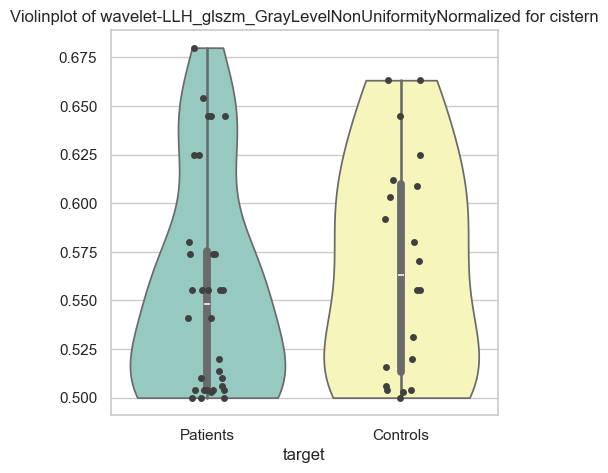 Violinplot of wavelet-LLH_glszm_GrayLevelNonUniformityNormalized for cistern
0.675
0.650
0.625
0.600
0.575
0.550
0.525
0.500
Patients
Controls
target